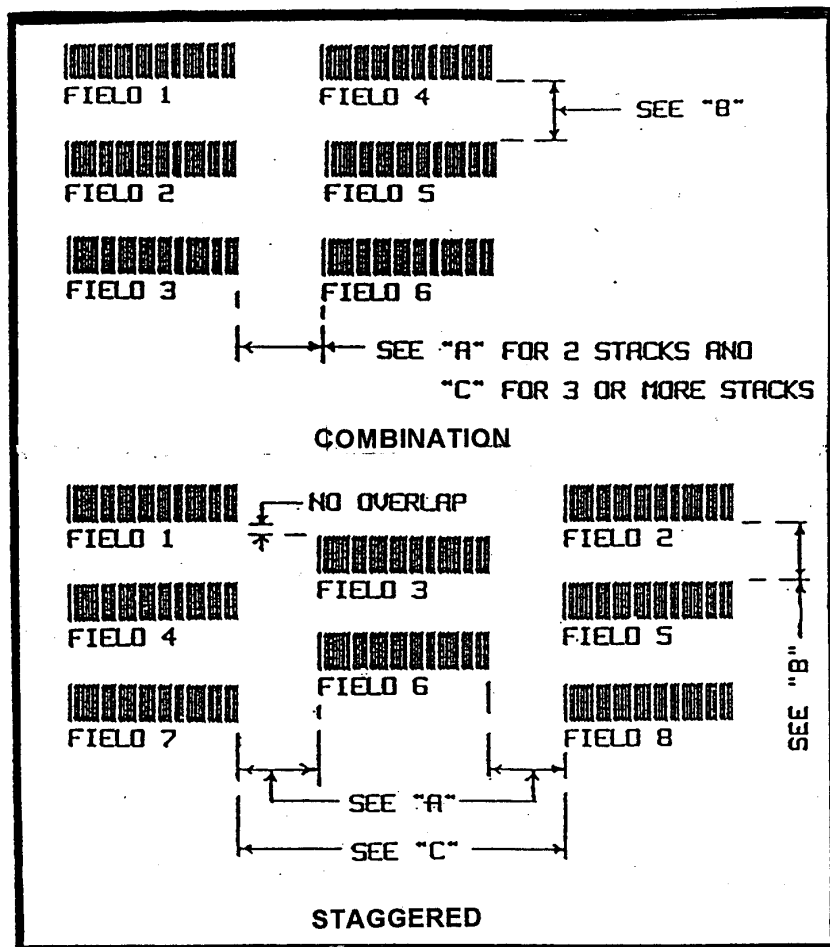 FIELD 1
FIELD 4
SEE "B"
FIELD 2
FIELD 5
FIELD 3
FIELD 6
SEE "A" FOR 2 STACKS AND
"C" FOR 3 OR MORE STACKS
COMBINATION
NO OVERLAP
FIELD 1
FIELD 2
FIELD 3
FIELD 4
FIELD 5
SEE "B"
FIELD 6
FIELD 7
FIELD 8
SEE "A"
SEE "C"
STAGGERED